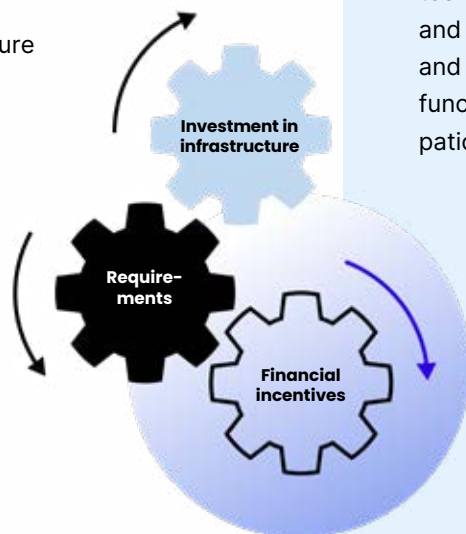 ure
and
and
func
patic
Investment in
infrastructure
Require-
ments
Financial
incentives